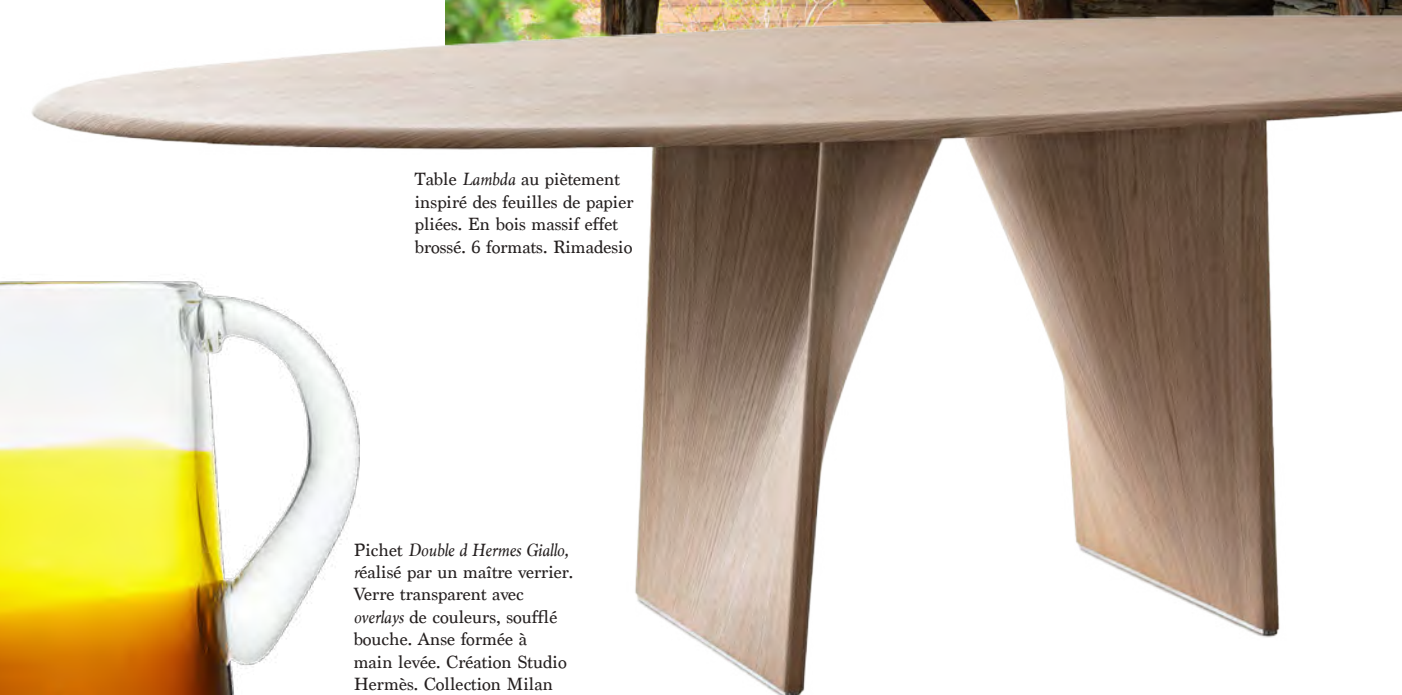 Table Lambda au piètement
inspiré des feuilles de papier
pliées. En bois massif effet
brossé. 6 formats. Rimadesio
Pichet Double d Hermes Giallo,
réalisé par un maître verrier.
Verre transparent avec
overlays de couleurs, soufflé
bouche. Anse formée à
main levée. Création Studio
Hermès. Collection Milan